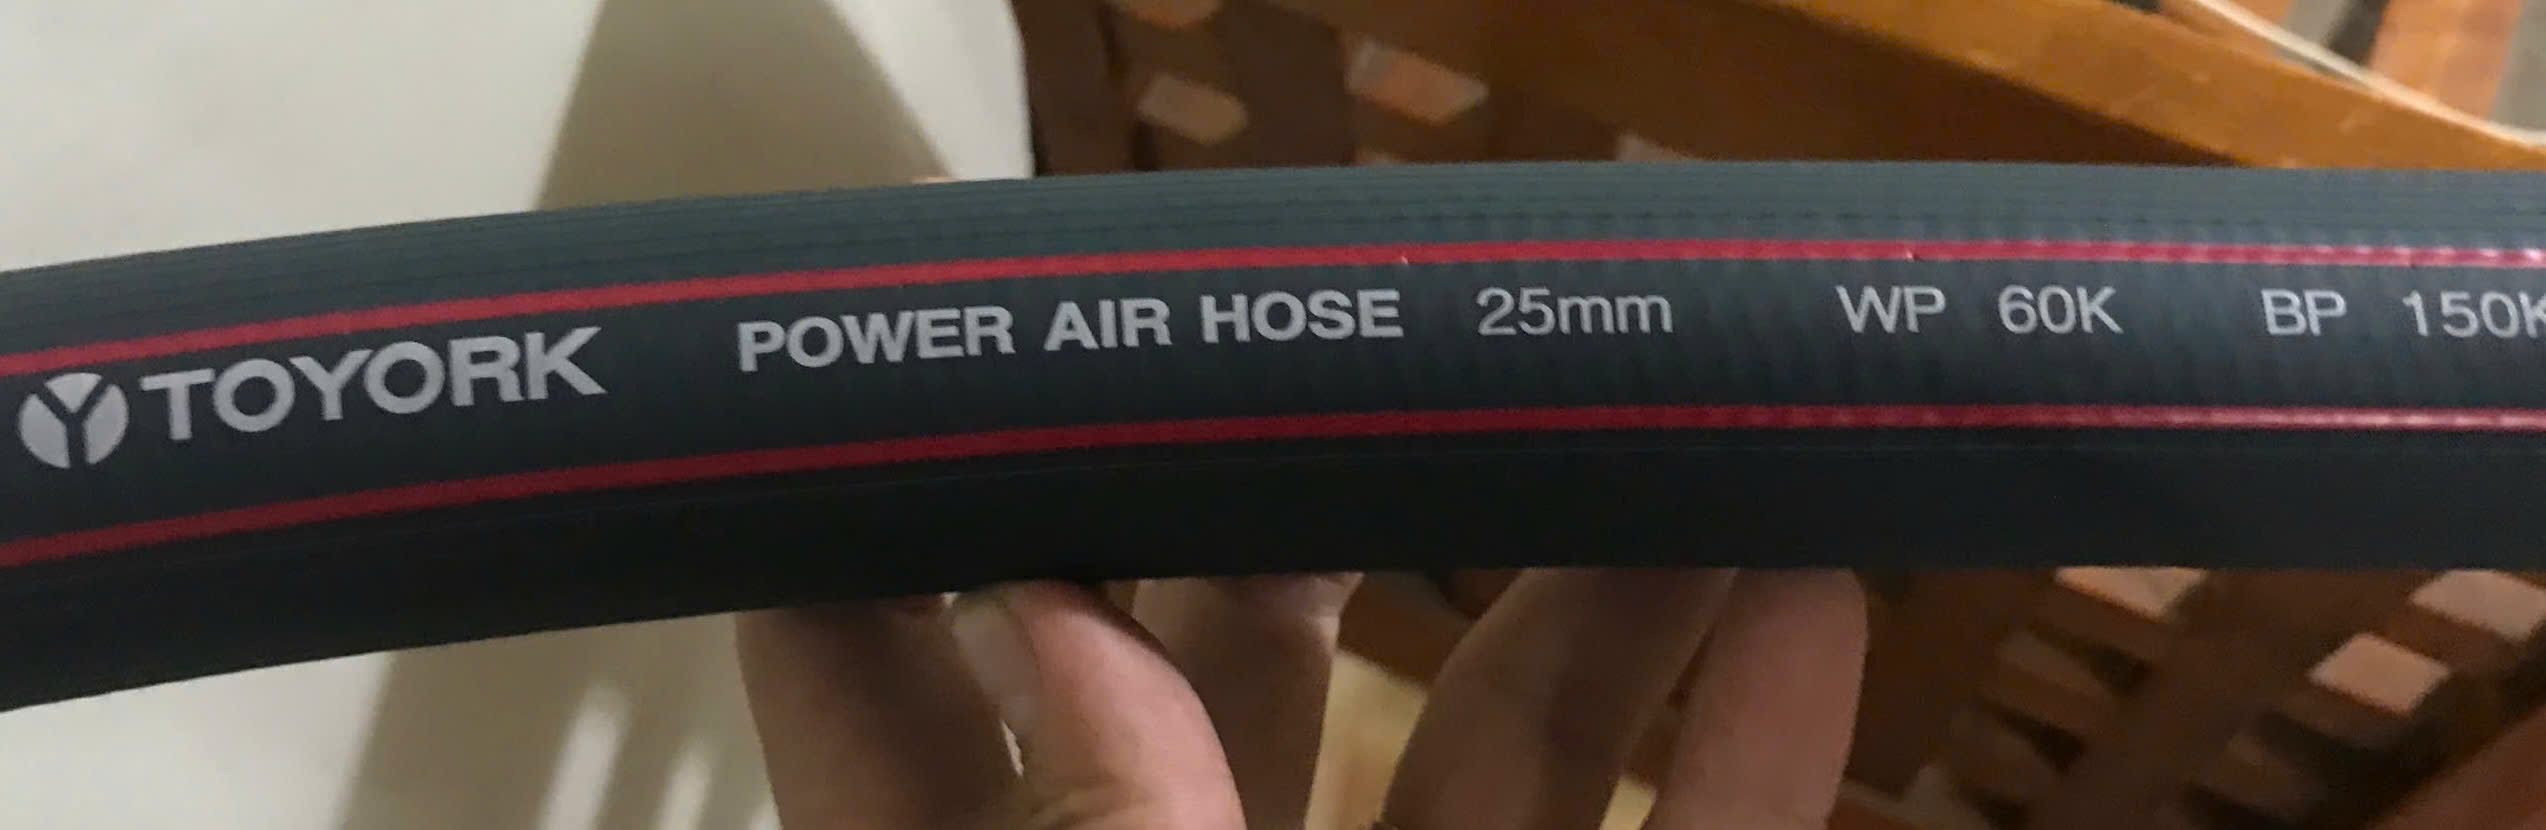 TOYORK POWER AIR HOSE 25mm WP 60K BP 150K